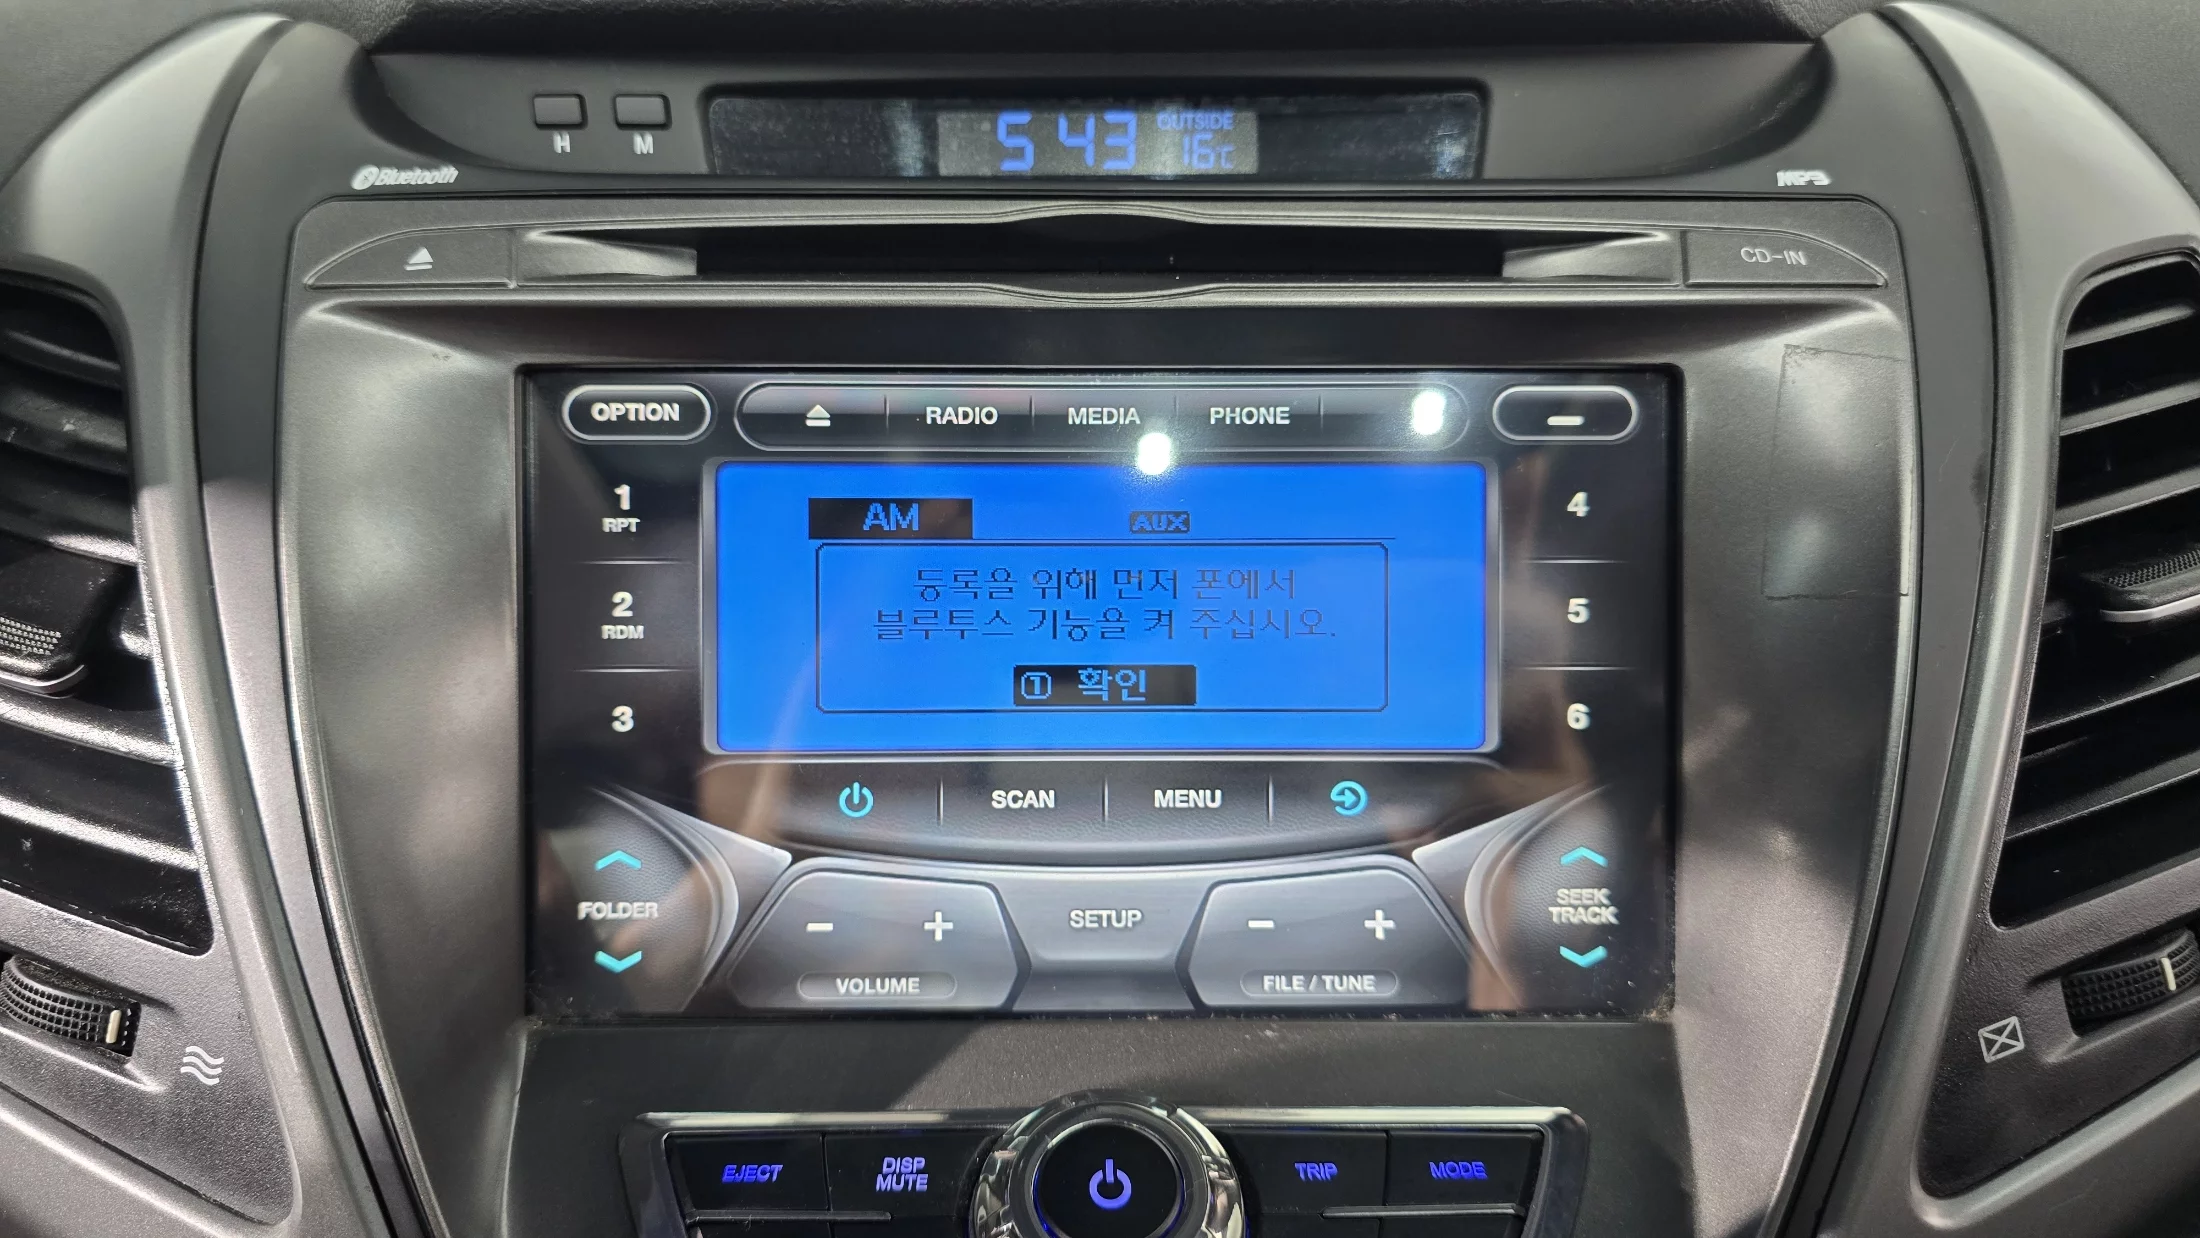 H M
5 43 OUTSIDE
16℃
Bluetooth MP3
CD-IN
OPTION RADIO MEDIA PHONE
1 RPT
2 RDM
3
AM AUX
등록을 위해 먼저 폰에서
블루투스 기능을 켜 주십시오.
① 확인
4
5
6
SCAN MENU
FOLDER
- + SETUP - +
VOLUME FILE / TUNE
SEEK
TRACK
EJECT DISP
MUTE
TRIP MODE